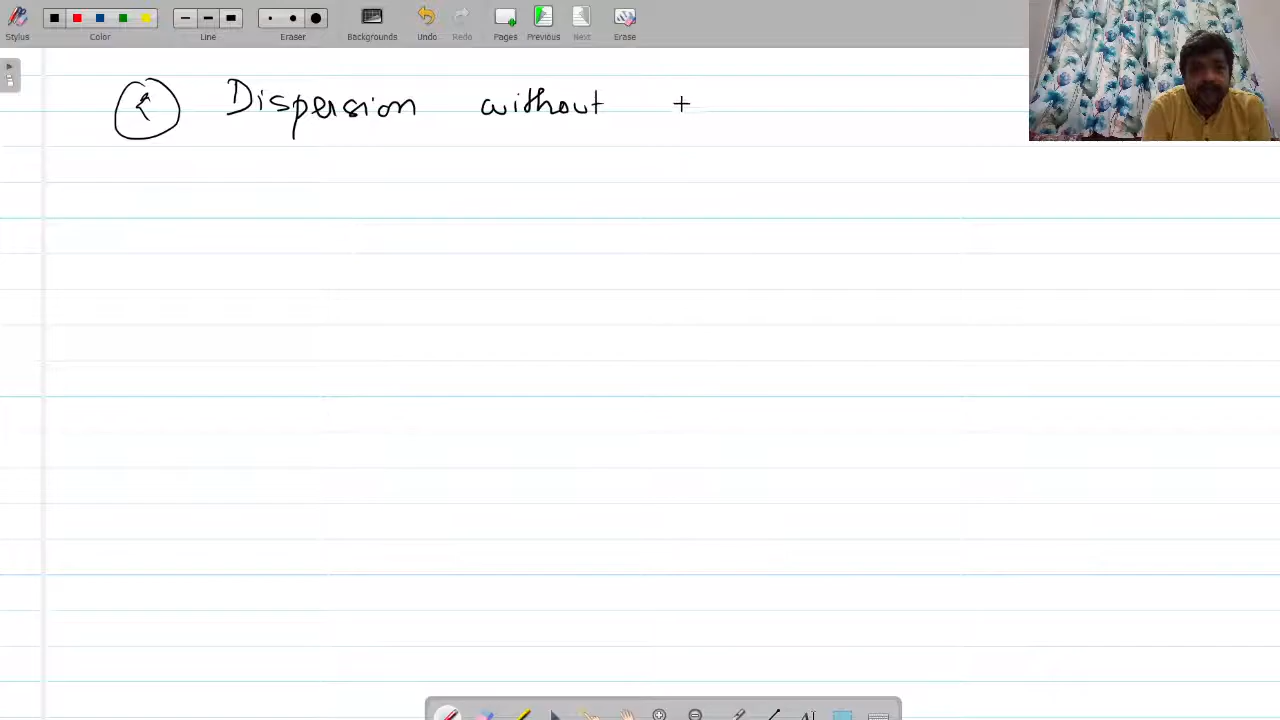 Stylus Color Line Eraser Backgrounds Undo Redo Pages Previous Next Erase
Dispersion without